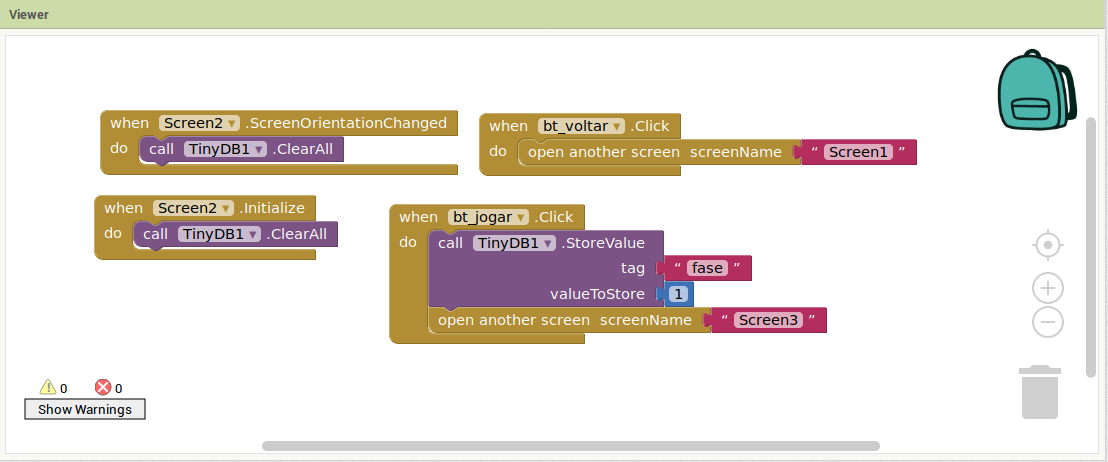 Viewer
when Screen2 ▾ .ScreenOrientationChanged
do call TinyDB1 ▾ .ClearAll
when bt_voltar ▾ .Click
do open another screen screenName “ Screen1 ”
when Screen2 ▾ .Initialize
do call TinyDB1 ▾ .ClearAll
when bt_jogar ▾ .Click
do call TinyDB1 ▾ .StoreValue
tag “ fase ”
valueToStore 1
open another screen screenName “ Screen3 ”
0 0
Show Warnings